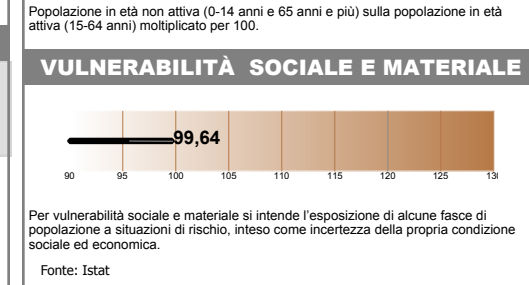 Popolazione in età non attiva (0-14 anni e 65 anni e più) sulla popolazione in età
attiva (15-64 anni) moltiplicato per 100.
VULNERABILITÀ SOCIALE E MATERIALE
99,64
90 95 100 105 110 115 120 125 130
Per vulnerabilità sociale e materiale si intende l'esposizione di alcune fasce di
popolazione a situazioni di rischio, inteso come incertezza della propria condizione
sociale ed economica.
Fonte: Istat